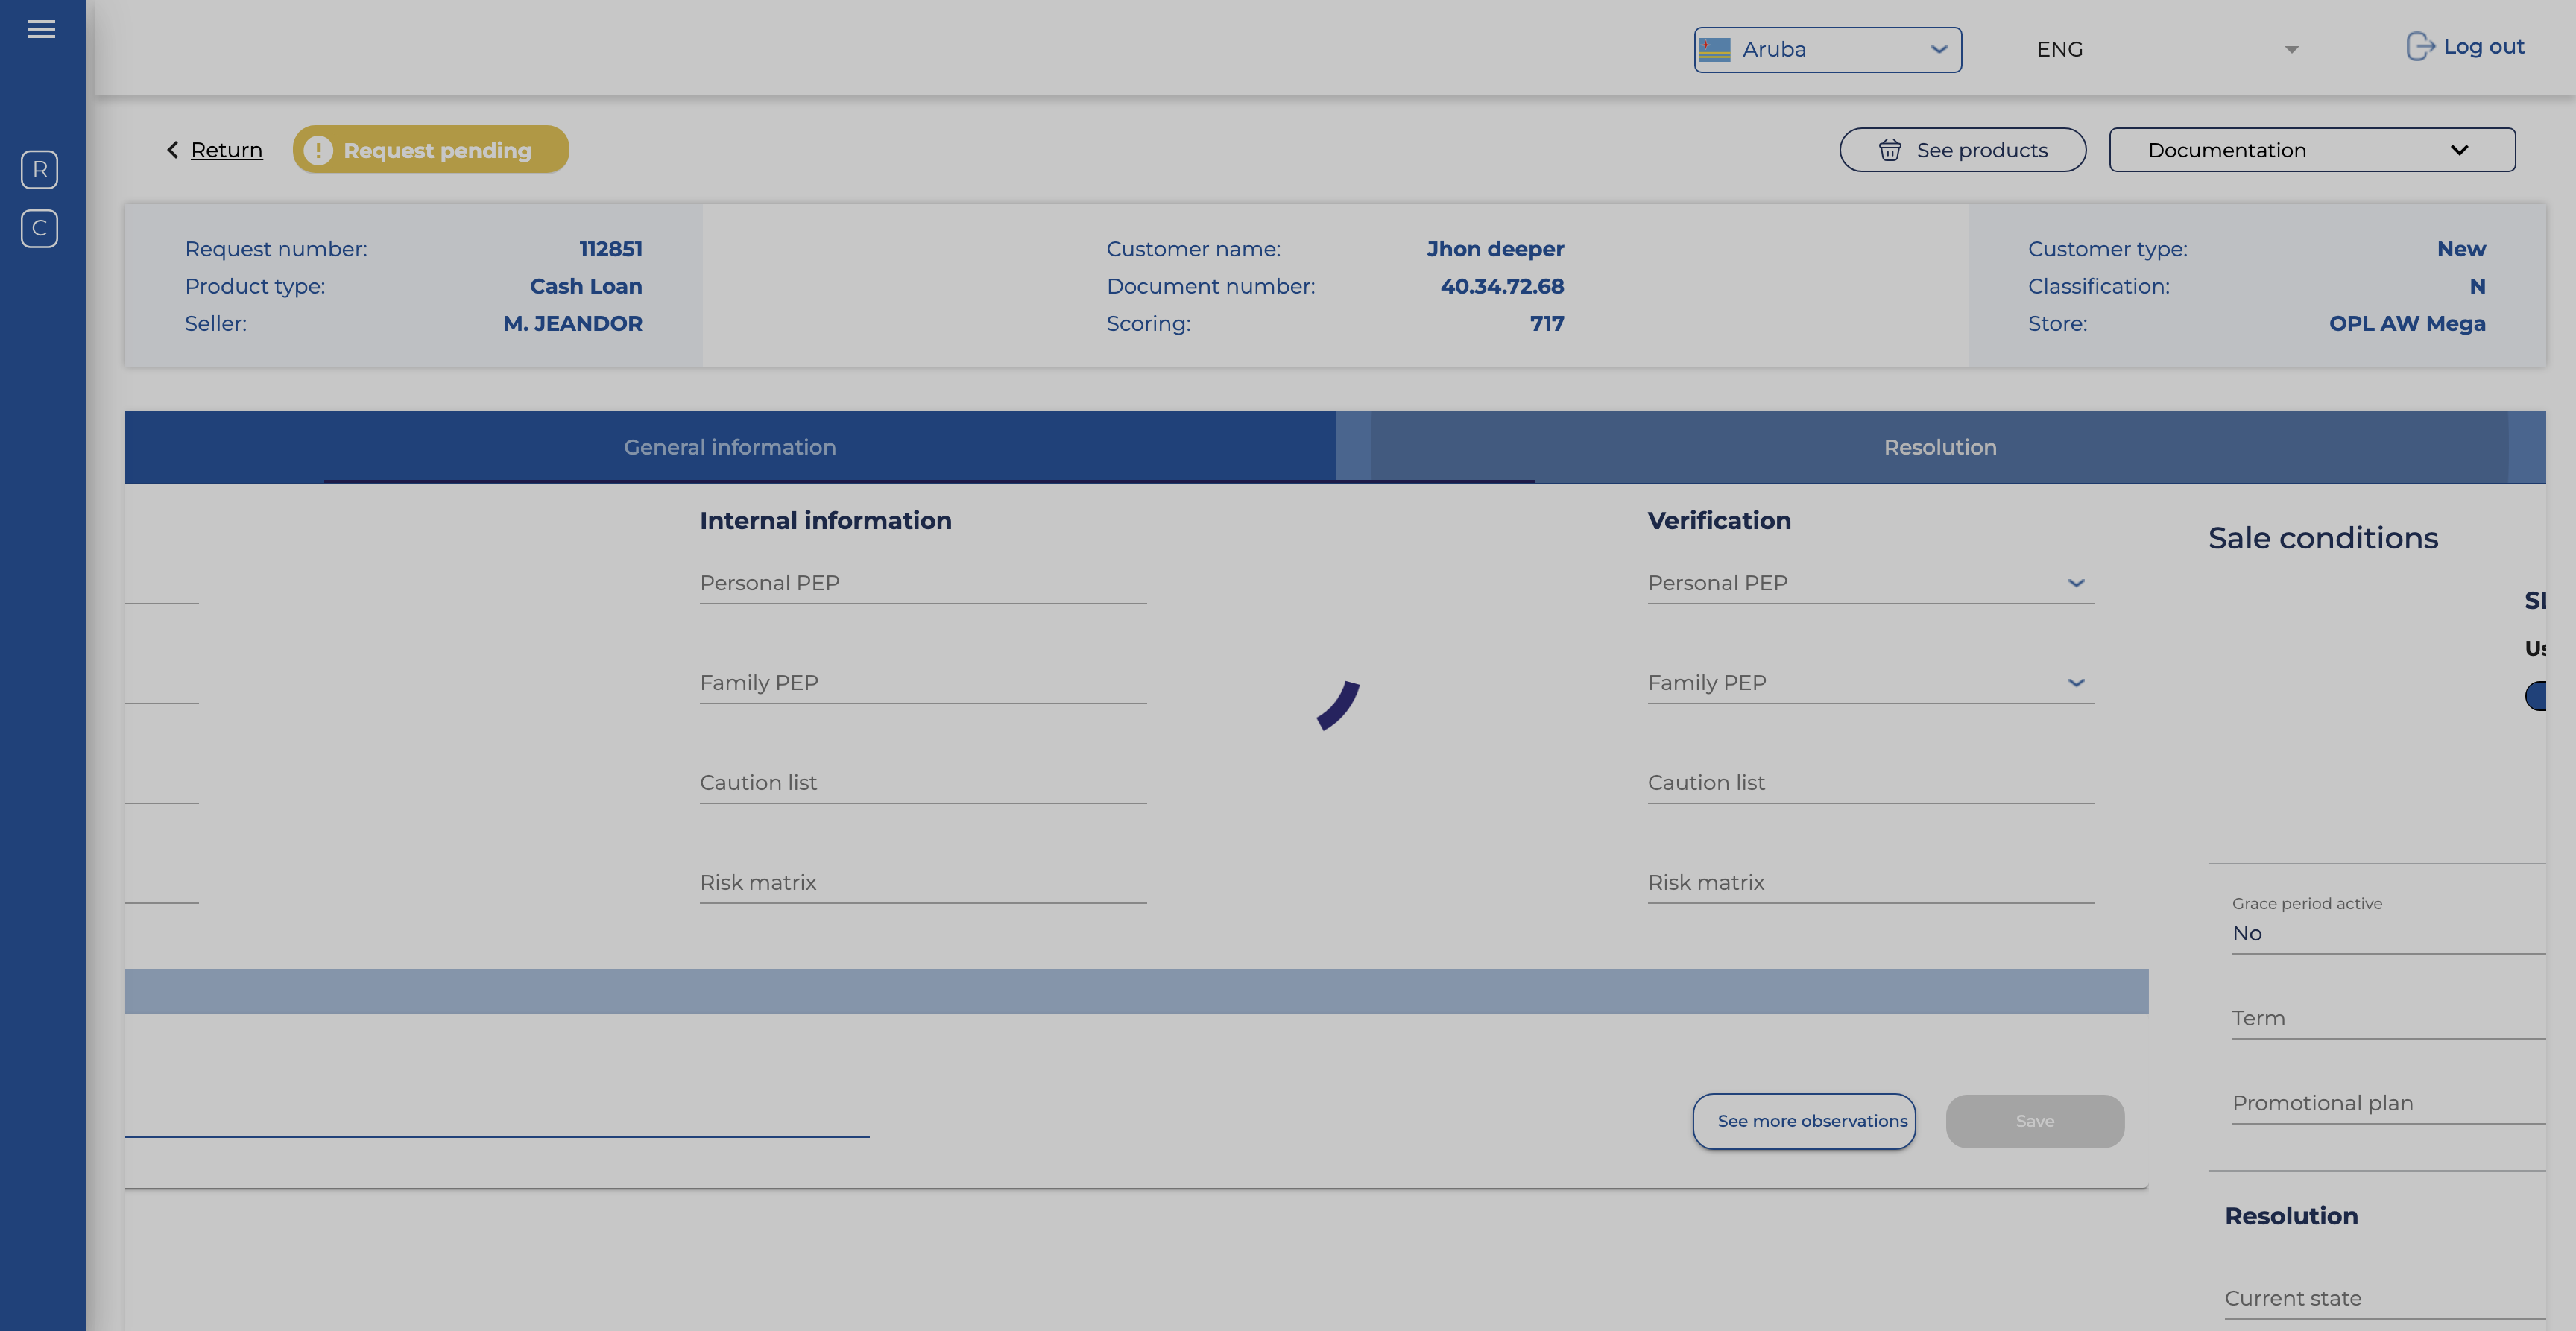 Aruba
ENG
Log out
R
C
Return
Request pending
See products
Documentation
Request number: 112851
Product type: Cash Loan
Seller: M. JEANDOR
Customer name: Jhon deeper
Document number: 40.34.72.68
Scoring: 717
Customer type: New
Classification: N
Store: OPL AW Mega
General information
Resolution
Internal information
Personal PEP
Family PEP
Caution list
Risk matrix
Verification
Personal PEP
Family PEP
Caution list
Risk matrix
See more observations
Save
Sale conditions
Grace period active
No
Term
Promotional plan
Resolution
Current state